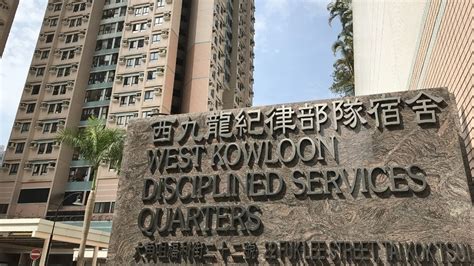 西九龍紀律部隊宿舍
WEST KOWLOON
DISCIPLINED SERVICES
QUARTERS
大角咀福利街二十二號 22 FUK LEE STREET TAI KOK TSUI